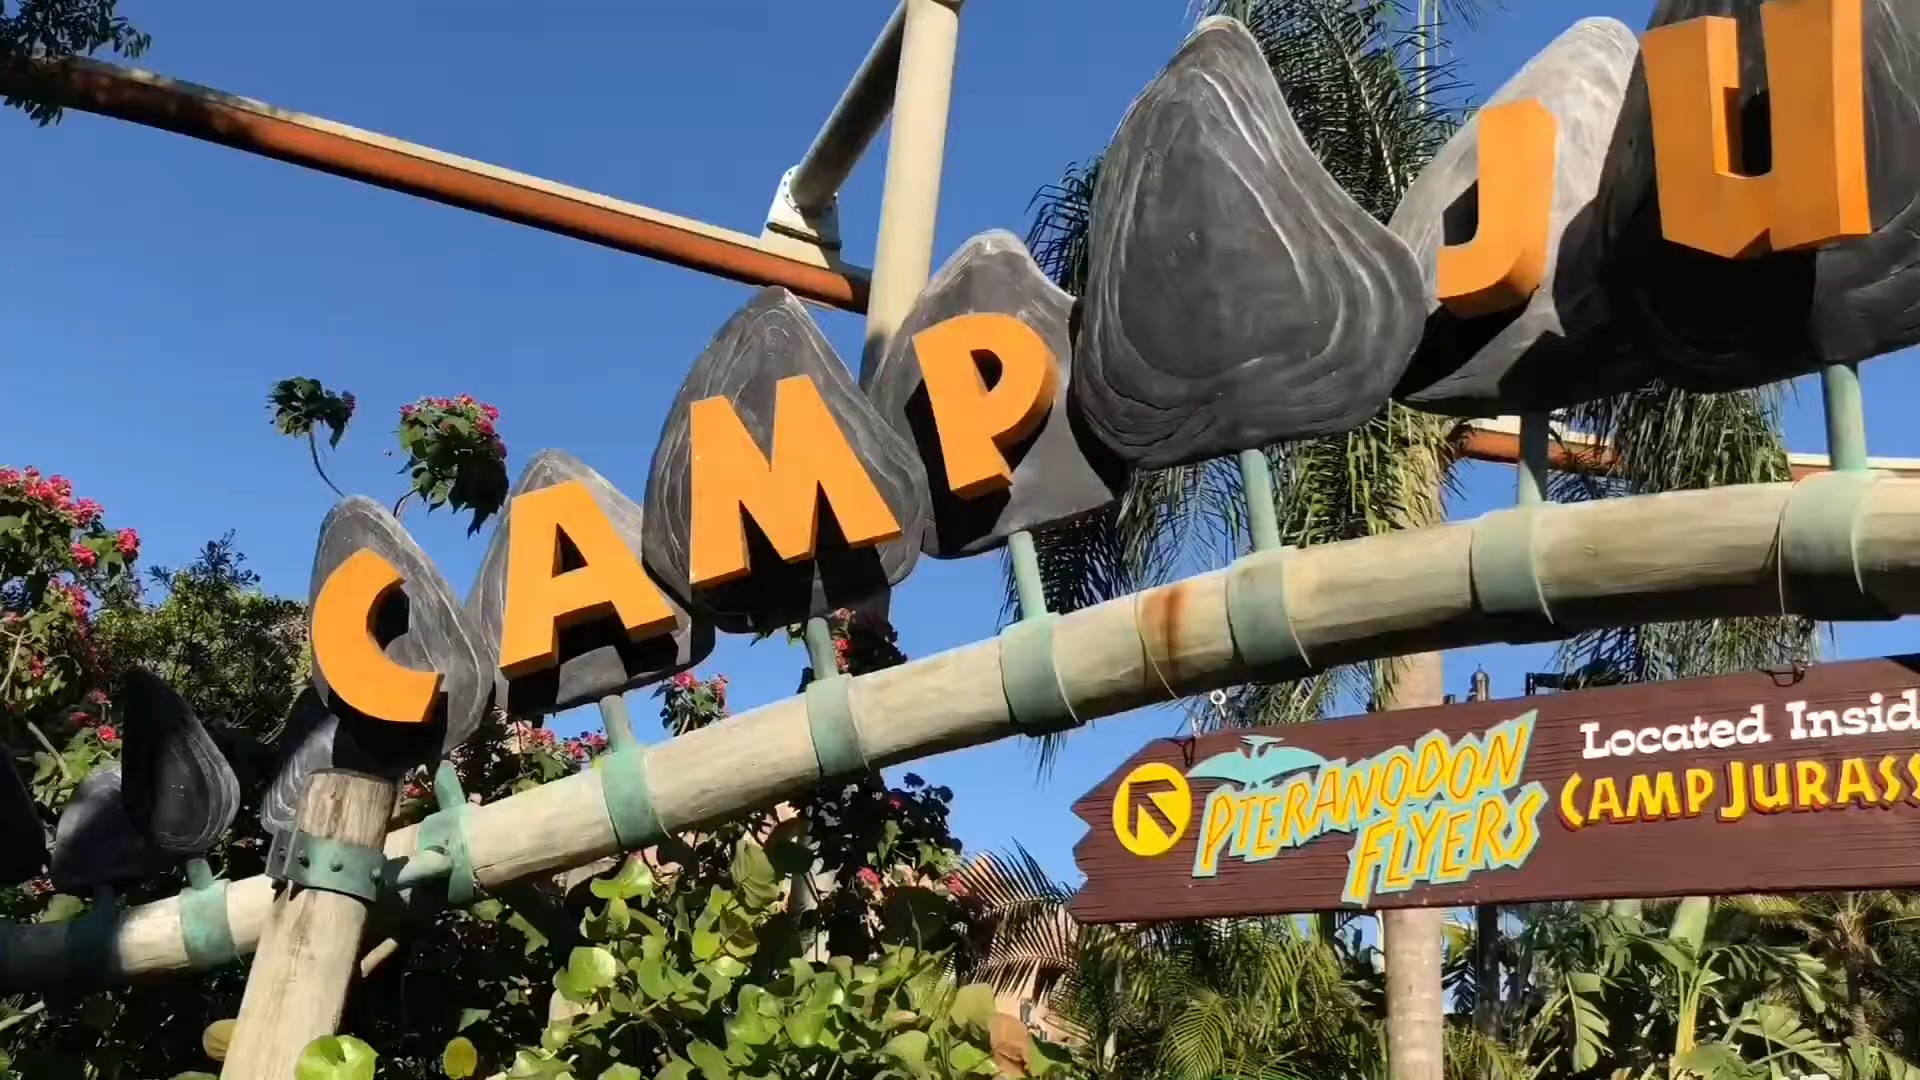 CAMP JU
PTERANODON
FLYERS
Located Insid
CAMP JURASS